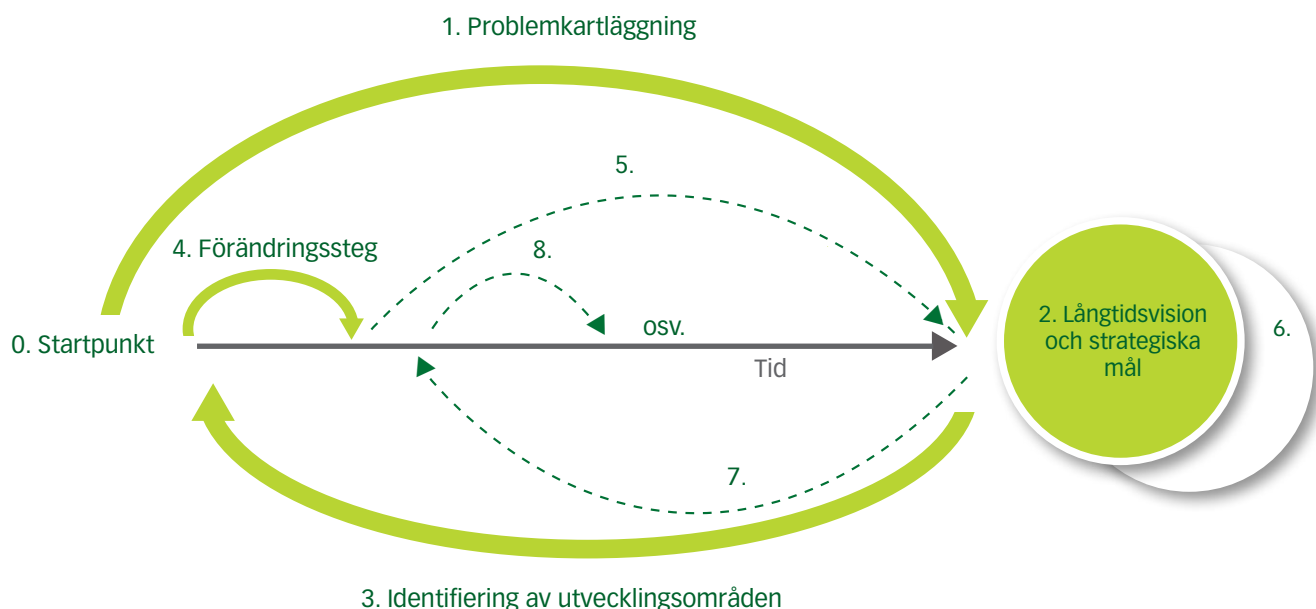 1. Problemkartläggning
5.
4. Förändringssteg
8.
0. Startpunkt
osv.
Tid
2. Långtidsvision
och strategiska
mål
6.
7.
3. Identifiering av utvecklingsområden